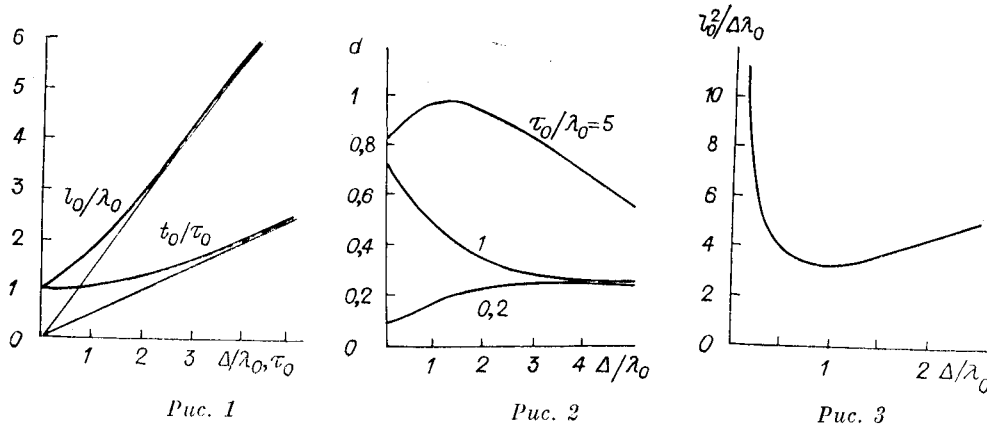 6
5
4
3
2
1
0
l₀/λ₀
t₀/τ₀
1 2 Δ/λ₀, τ₀
Рис. 1
d
1
0,8
0,6
0,4
0,2
0
τ₀/λ₀=5
1
0,2
1 2 3 4 Δ/λ₀
Рис. 2
l₀²/Δλ₀
10
8
6
4
2
0
1 2 Δ/λ₀
Рис. 3